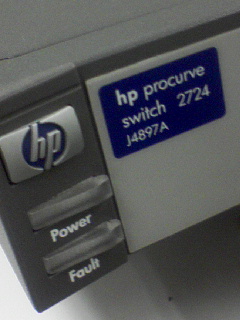 hp procurve
switch 2724
J4897A
hp
Power
Fault